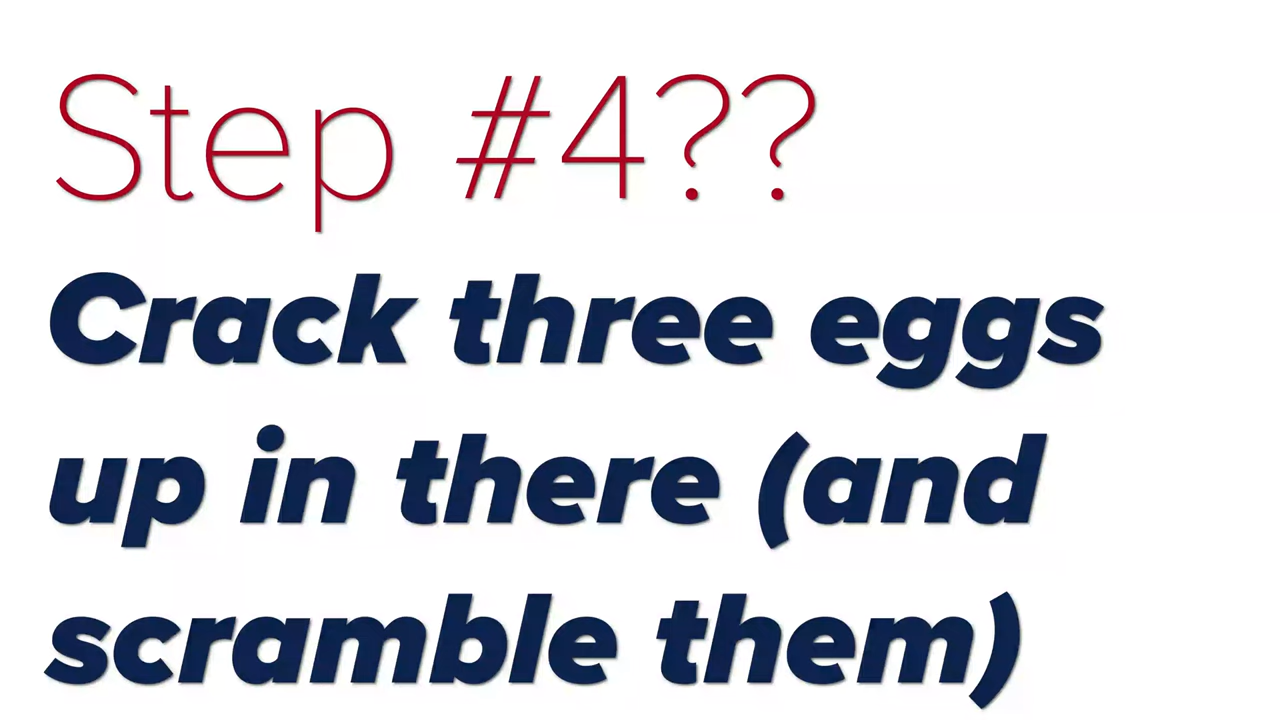 Step #4??
Crack three eggs
up in there (and
scramble them)